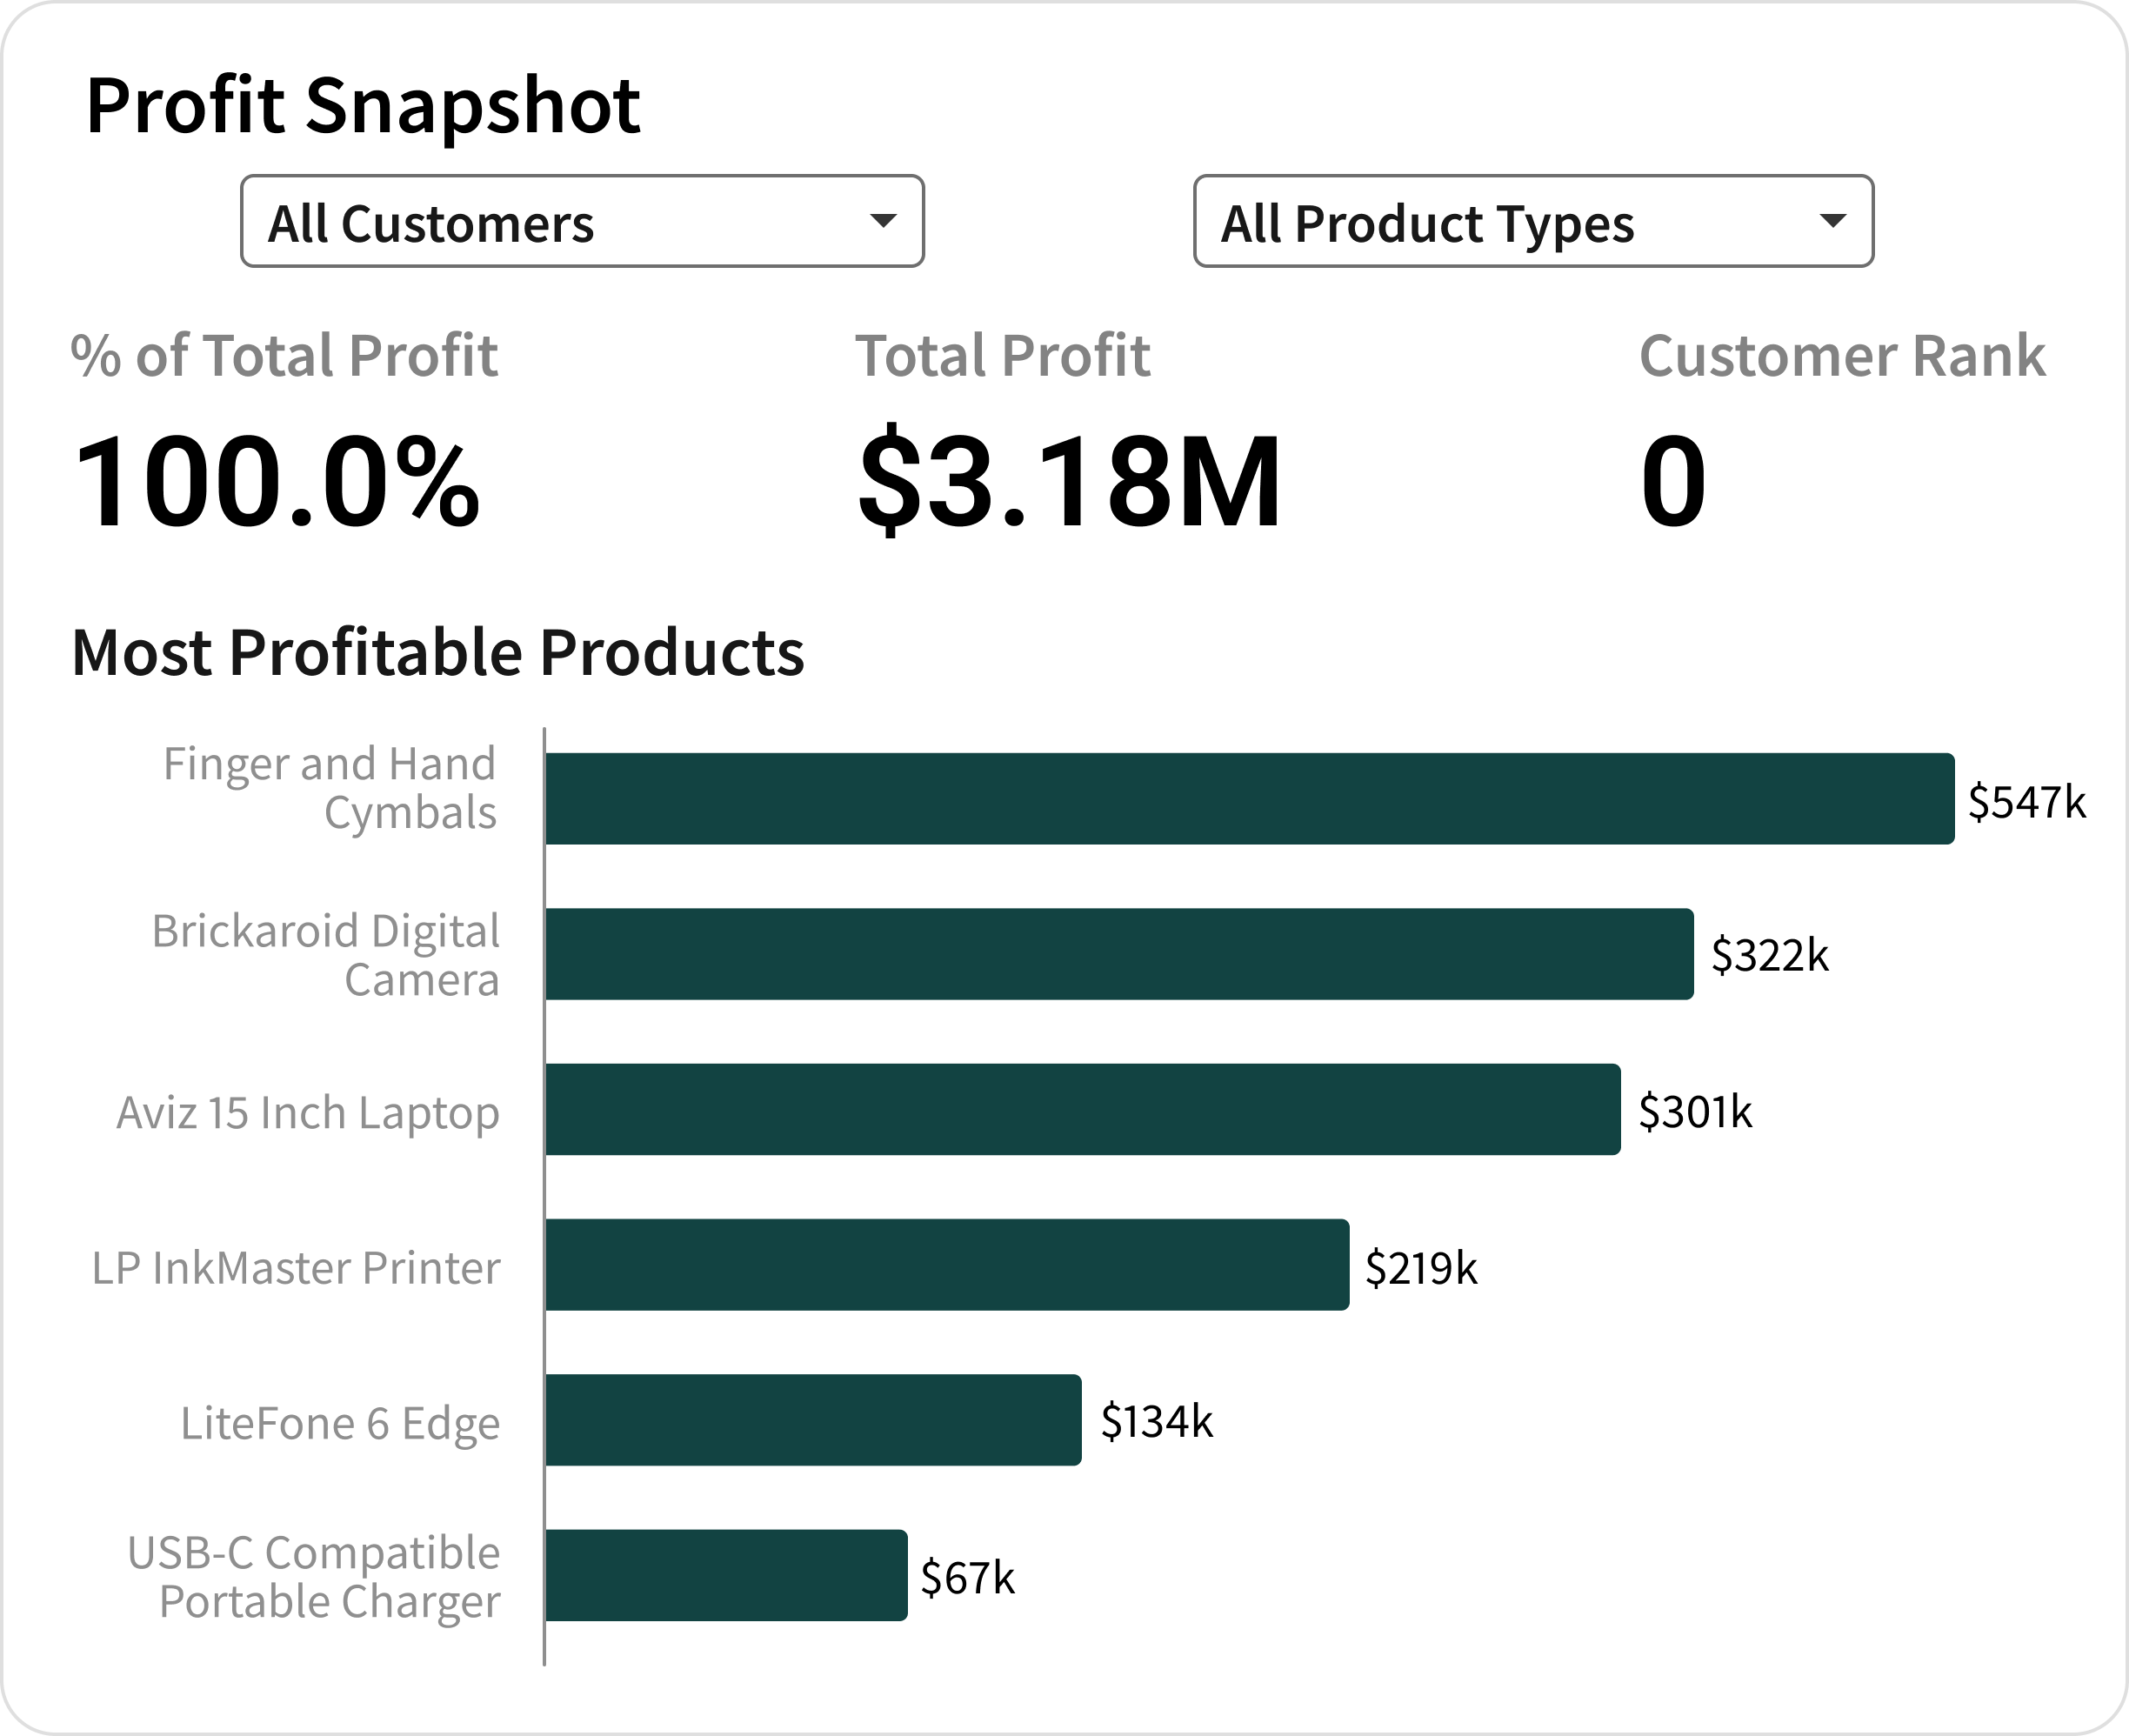 Profit Snapshot
All Customers
All Product Types
% of Total Profit
Total Profit
Customer Rank
100.0%
$3.18M
0
Most Profitable Products
Finger and Hand
Cymbals
$547k
Brickaroid Digital
Camera
$322k
Aviz 15 Inch Laptop
$301k
LP InkMaster Printer
$219k
LiteFone 6 Edge
$134k
USB-C Compatible
Portable Charger
$67k